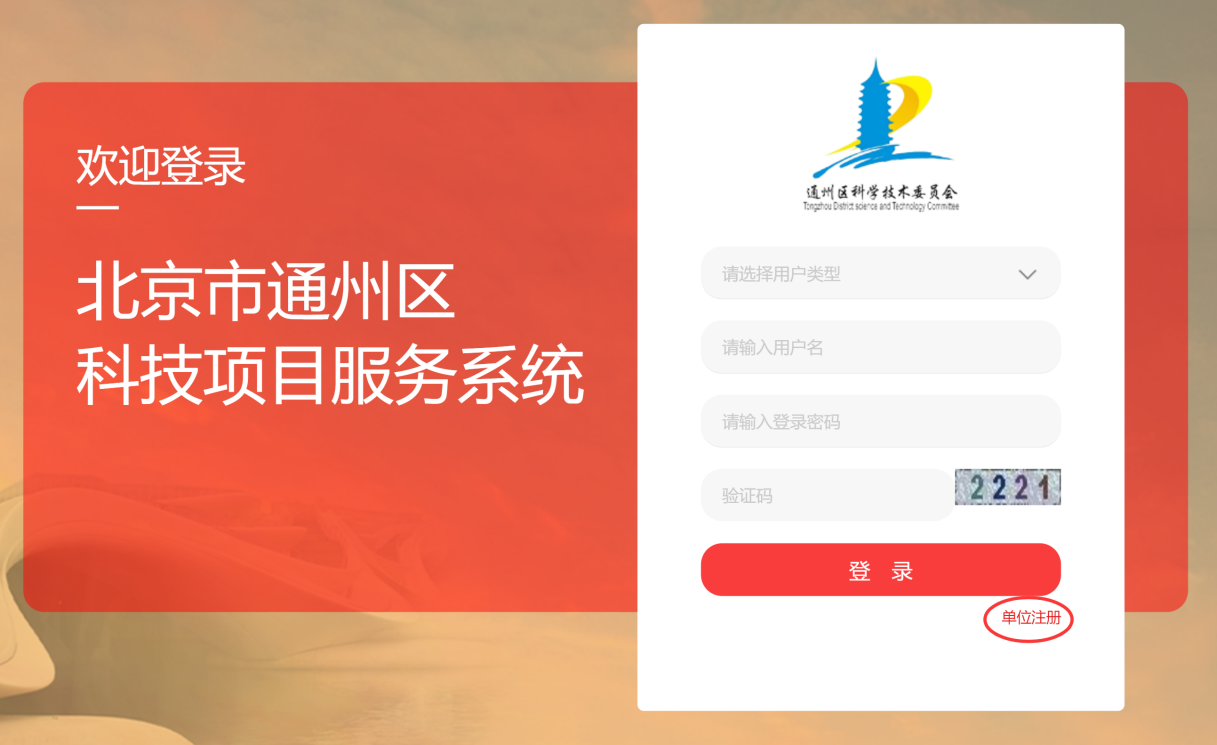 欢迎登录
北京市通州区
科技项目服务系统
通州区科学技术委员会
Tongzhou District science and Technology Committee
请选择用户类型
请输入用户名
请输入登录密码
验证码
2221
登 录
单位注册